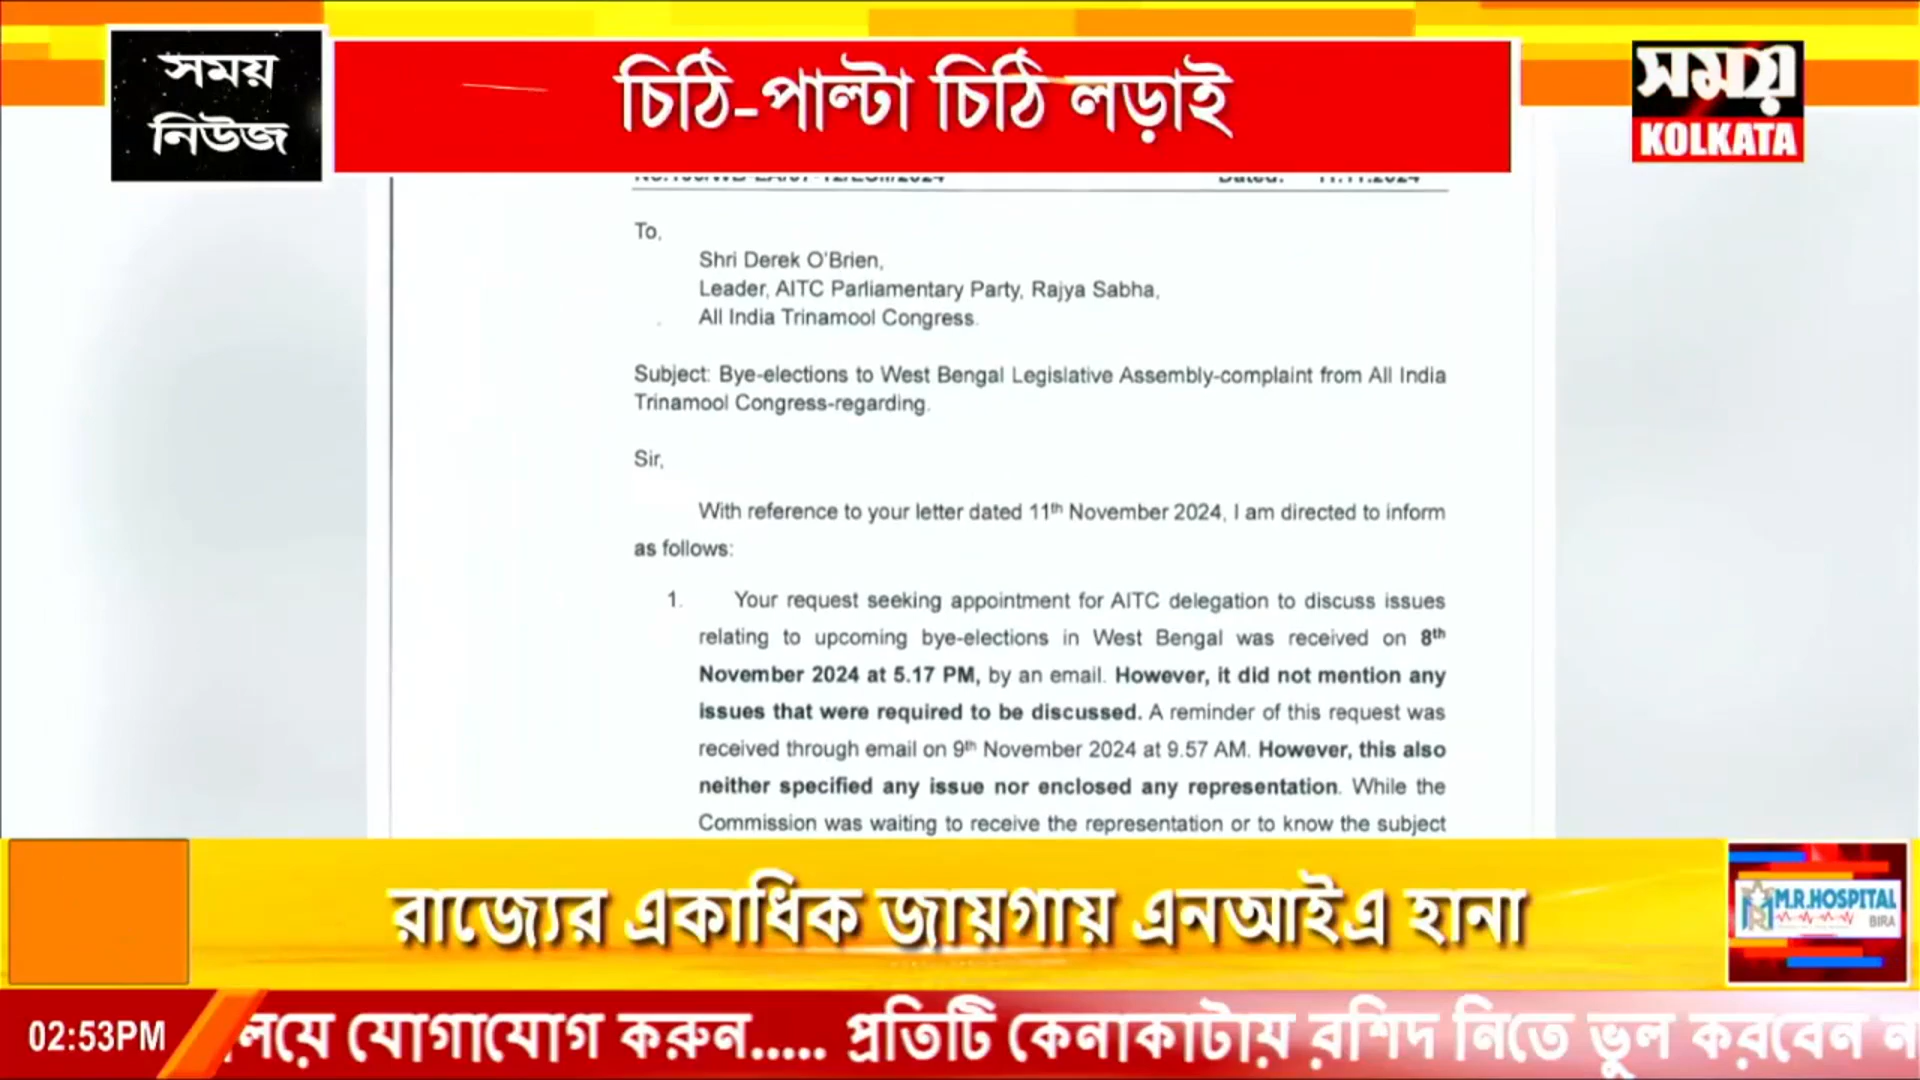 সময়
নিউজ
চিঠি-পাল্টা চিঠি লড়াই
সময়
KOLKATA
Dated: 11.11.2024
To,
Shri Derek O'Brien,
Leader, AITC Parliamentary Party, Rajya Sabha,
All India Trinamool Congress.
Subject: Bye-elections to West Bengal Legislative Assembly-complaint from All India
Trinamool Congress-regarding.
Sir,
With reference to your letter dated 11th November 2024, I am directed to inform
as follows:
1. Your request seeking appointment for AITC delegation to discuss issues
relating to upcoming bye-elections in West Bengal was received on 8th
November 2024 at 5.17 PM, by an email. However, it did not mention any
issues that were required to be discussed. A reminder of this request was
received through email on 9th November 2024 at 9.57 AM. However, this also
neither specified any issue nor enclosed any representation. While the
Commission was waiting to receive the representation or to know the subject
রাজ্যের একাধিক জায়গায় এনআইএ হানা
M.R.HOSPITAL
BIRA
02:53PM
লয়ে যোগাযোগ করুন..... প্রতিটি কেনাকাটায় রশিদ নিতে ভুল করবেন ন